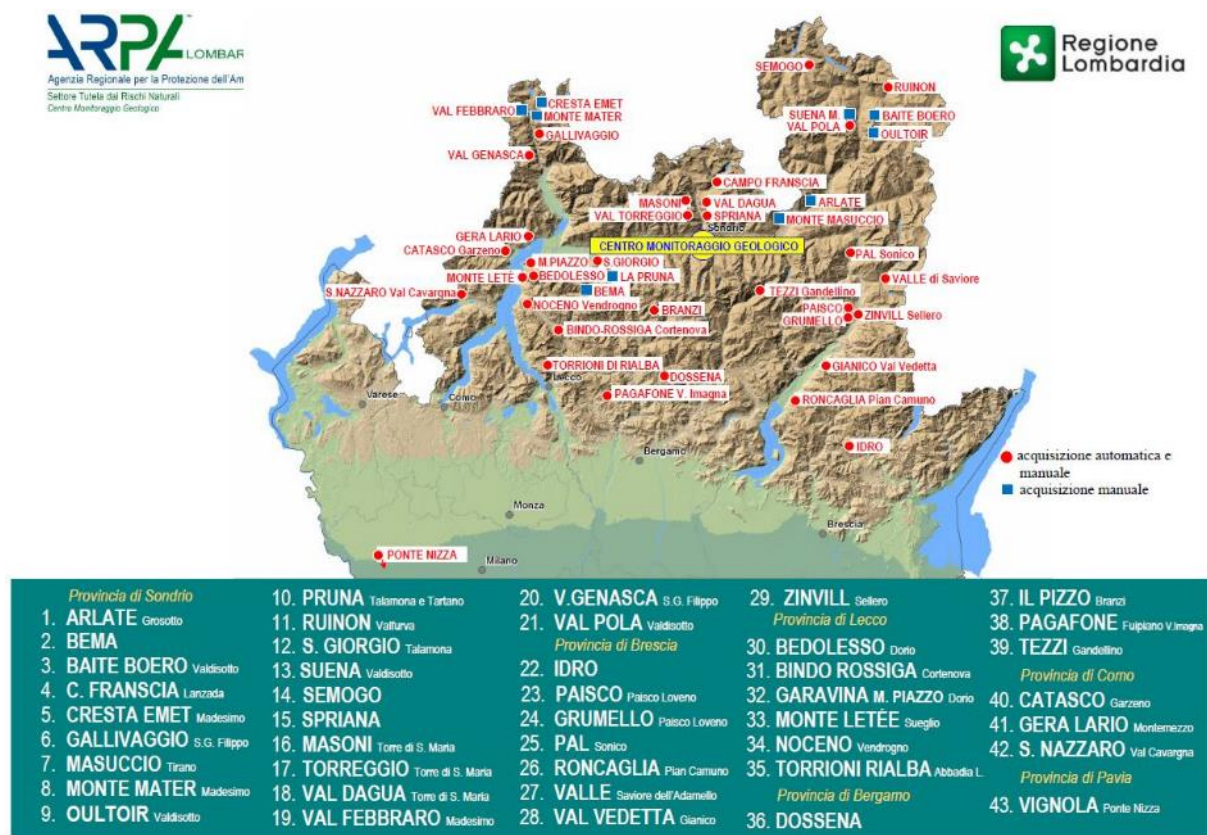 ARPA LOMBAR
Agenzia Regionale per la Protezione dell'Am
Settore Tutela dai Rischi Naturali
Centro Monitoraggio Geologico
Regione
Lombardia
SEMOGO
RUINON
VAL FEBBRARO
CRESTA EMET
MONTE MATER
SUENA M.
BAITE BOERO
VAL POLA
GALLIVAGGIO
OULTOIR
VAL GENASCA
CAMPO FRANSCIA
MASONI
VAL DAGUA
ARLATE
VAL TORREGGIO
SPRIANA
MONTE MASUCCIO
Sondrio
GERA LARIO
CENTRO MONITORAGGIO GEOLOGICO
CATASCO Garzeno
PAL Sonico
M.PIAZZO
S.GIORGIO
MONTE LETÉ
BEDOLESSO
LA PRUNA
VALLE di Saviore
S.NAZZARO Val Cavargna
BEMA
TEZZI Gandellino
NOCENO Vendrogno
BRANZI
PAISCO
GRUMELLO
ZINVILL Sellero
BINDO-ROSSIGA Cortenova
TORRIONI DI RIALBA
GIANICO Val Vedetta
Lecco
DOSSENA
PAGAFONE V. Imagna
RONCAGLIA Pian Camuno
Varese
Como
IDRO
Bergamo
acquisizione automatica e
manuale
acquisizione manuale
Monza
Brescia
PONTE NIZZA
Milano
Provincia di Sondrio
1. ARLATE Grosotto
2. BEMA
3. BAITE BOERO Valdisotto
4. C. FRANSCIA Lanzada
5. CRESTA EMET Madesimo
6. GALLIVAGGIO S.G. Filippo
7. MASUCCIO Tirano
8. MONTE MATER Madesimo
9. OULTOIR Valdisotto
10. PRUNA Talamona e Tartano
11. RUINON Valfurva
12. S. GIORGIO Talamona
13. SUENA Valdisotto
14. SEMOGO
15. SPRIANA
16. MASONI Torre di S. Maria
17. TORREGGIO Torre di S. Maria
18. VAL DAGUA Torre di S. Maria
19. VAL FEBBRARO Madesimo
20. V.GENASCA S.G. Filippo
21. VAL POLA Valdisotto
Provincia di Brescia
22. IDRO
23. PAISCO Paisco Loveno
24. GRUMELLO Paisco Loveno
25. PAL Sonico
26. RONCAGLIA Pian Camuno
27. VALLE Saviore dell'Adamello
28. VAL VEDETTA Gianico
29. ZINVILL Sellero
Provincia di Lecco
30. BEDOLESSO Dorio
31. BINDO ROSSIGA Cortenova
32. GARAVINA M. PIAZZO Dorio
33. MONTE LETÉE Sueglio
34. NOCENO Vendrogno
35. TORRIONI RIALBA Abbadia L.
Provincia di Bergamo
36. DOSSENA
37. IL PIZZO Branzi
38. PAGAFONE Fuipiano V.Imagna
39. TEZZI Gandellino
Provincia di Como
40. CATASCO Garzeno
41. GERA LARIO Montemezzo
42. S. NAZZARO Val Cavargna
Provincia di Pavia
43. VIGNOLA Ponte Nizza